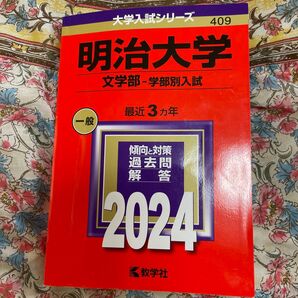 大学入試シリーズ
409
明治大学
文学部-学部別入試
最近3ヵ年
一般
傾向と対策
過去問
解答
2024
教学社